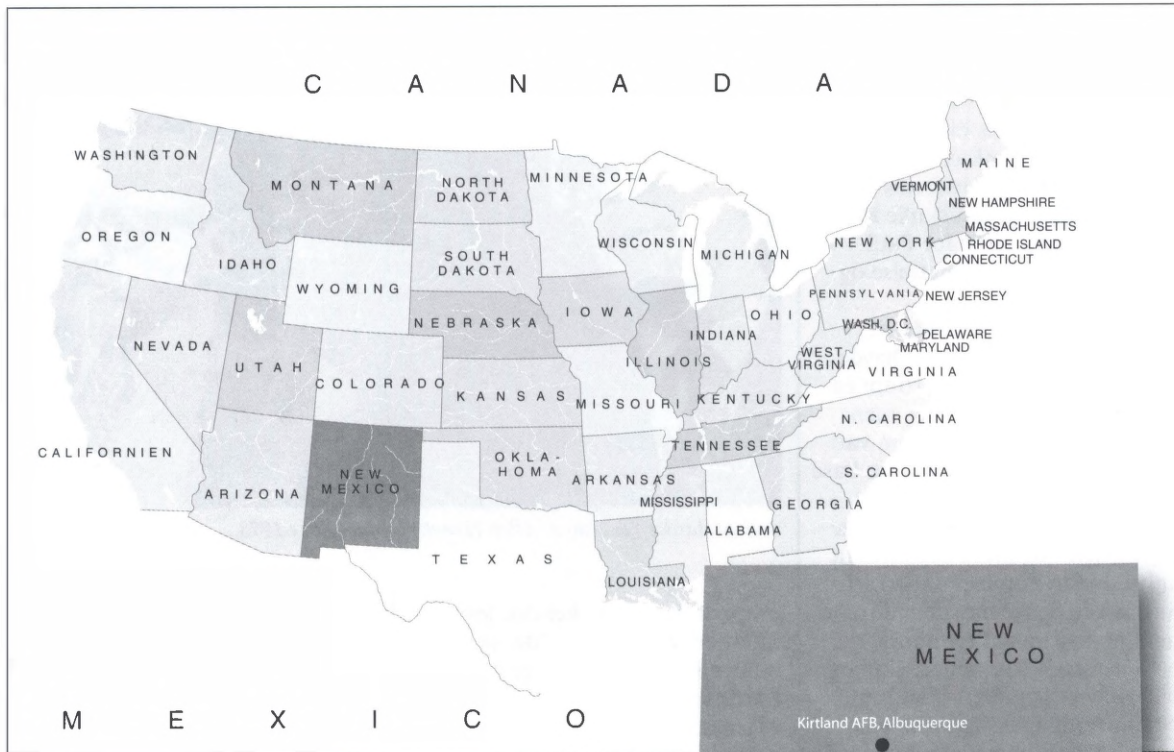 C A N A D A
WASHINGTON
MONTANA
NORTH
DAKOTA
MINNESOTA
MAINE
VERMONT
NEW HAMPSHIRE
MASSACHUSETTS
RHODE ISLAND
CONNECTICUT
NEW YORK
OREGON
IDAHO
WYOMING
SOUTH
DAKOTA
WISCONSIN
MICHIGAN
PENNSYLVANIA
NEW JERSEY
NEVADA
UTAH
COLORADO
NEBRASKA
IOWA
ILLINOIS
INDIANA
OHIO
WASH, D.C.
DELAWARE
MARYLAND
WEST
VIRGINIA
VIRGINIA
KANSAS
MISSOURI
KENTUCKY
N. CAROLINA
CALIFORNIEN
ARIZONA
NEW
MEXICO
OKLA-
HOMA
ARKANSAS
TENNESSEE
S. CAROLINA
MISSISSIPPI
ALABAMA
GEORGIA
TEXAS
LOUISIANA
NEW
MEXICO
Kirtland AFB, Albuquerque
M E X I C O